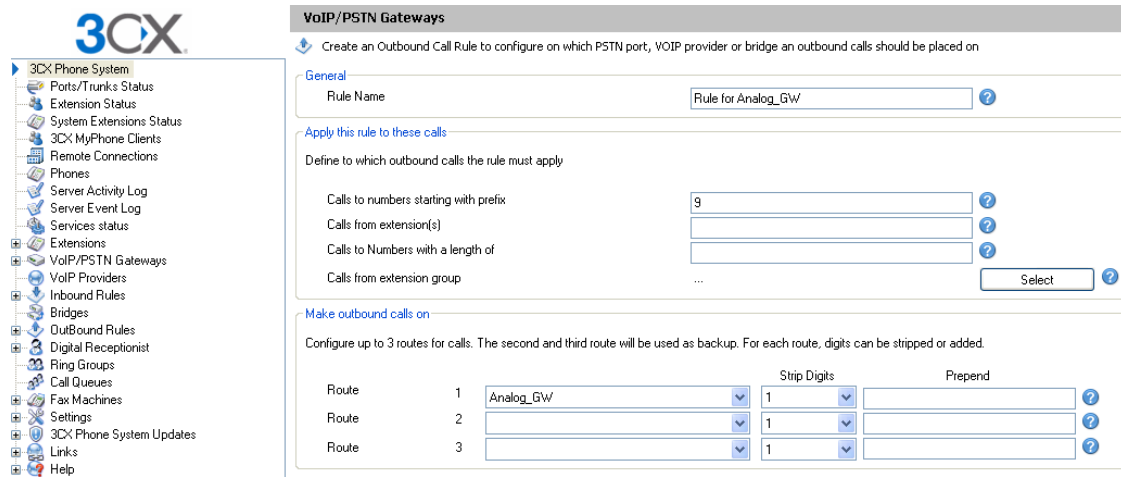 3CX
3CX Phone System
Ports/Trunks Status
Extension Status
System Extensions Status
3CX MyPhone Clients
Remote Connections
Phones
Server Activity Log
Server Event Log
Services status
Extensions
VoIP/PSTN Gateways
VoIP Providers
Inbound Rules
Bridges
OutBound Rules
Digital Receptionist
Ring Groups
Call Queues
Fax Machines
Settings
3CX Phone System Updates
Links
Help
VoIP/PSTN Gateways
Create an Outbound Call Rule to configure on which PSTN port, VOIP provider or bridge an outbound calls should be placed on
General
Rule Name Rule for Analog_GW
Apply this rule to these calls
Define to which outbound calls the rule must apply
Calls to numbers starting with prefix 9
Calls from extension(s)
Calls to Numbers with a length of
Calls from extension group ... Select
Make outbound calls on
Configure up to 3 routes for calls. The second and third route will be used as backup. For each route, digits can be stripped or added.
Strip Digits Prepend
Route 1 Analog_GW 1
Route 2 1
Route 3 1